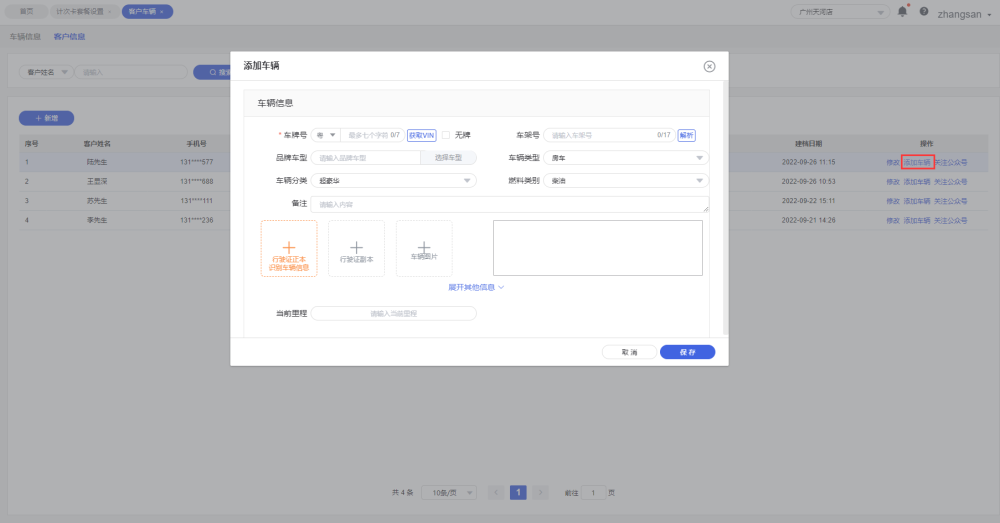 首页 计次卡套餐设置 × 客户车辆 × 广州天河店 zhangsan
车辆信息 客户信息
客户姓名 请输入 搜索
+ 新增
序号 客户姓名 手机号 建档日期 操作
1 陆先生 131****577 2022-09-26 11:15 修改 添加车辆 关注公众号
2 王思深 131****688 2022-09-26 10:53 修改 添加车辆 关注公众号
3 苏先生 131****111 2022-09-22 15:11 修改 添加车辆 关注公众号
4 李先生 131****236 2022-09-21 14:26 修改 添加车辆 关注公众号
添加车辆
车辆信息
* 车牌号 粤 最多七个字符 0/7 获取VIN 无牌 车架号 请输入车架号 0/17 解析
品牌车型 请输入品牌车型 选择车型 车辆类型 房车
车辆分类 超豪华 燃料类别 柴油
备注 请输入内容
行驶证正本
识别车辆信息
行驶证副本
车辆图片
展开其他信息
当前里程 请输入当前里程
取消 保存
共 4 条 10条/页 < 1 > 前往 1 页